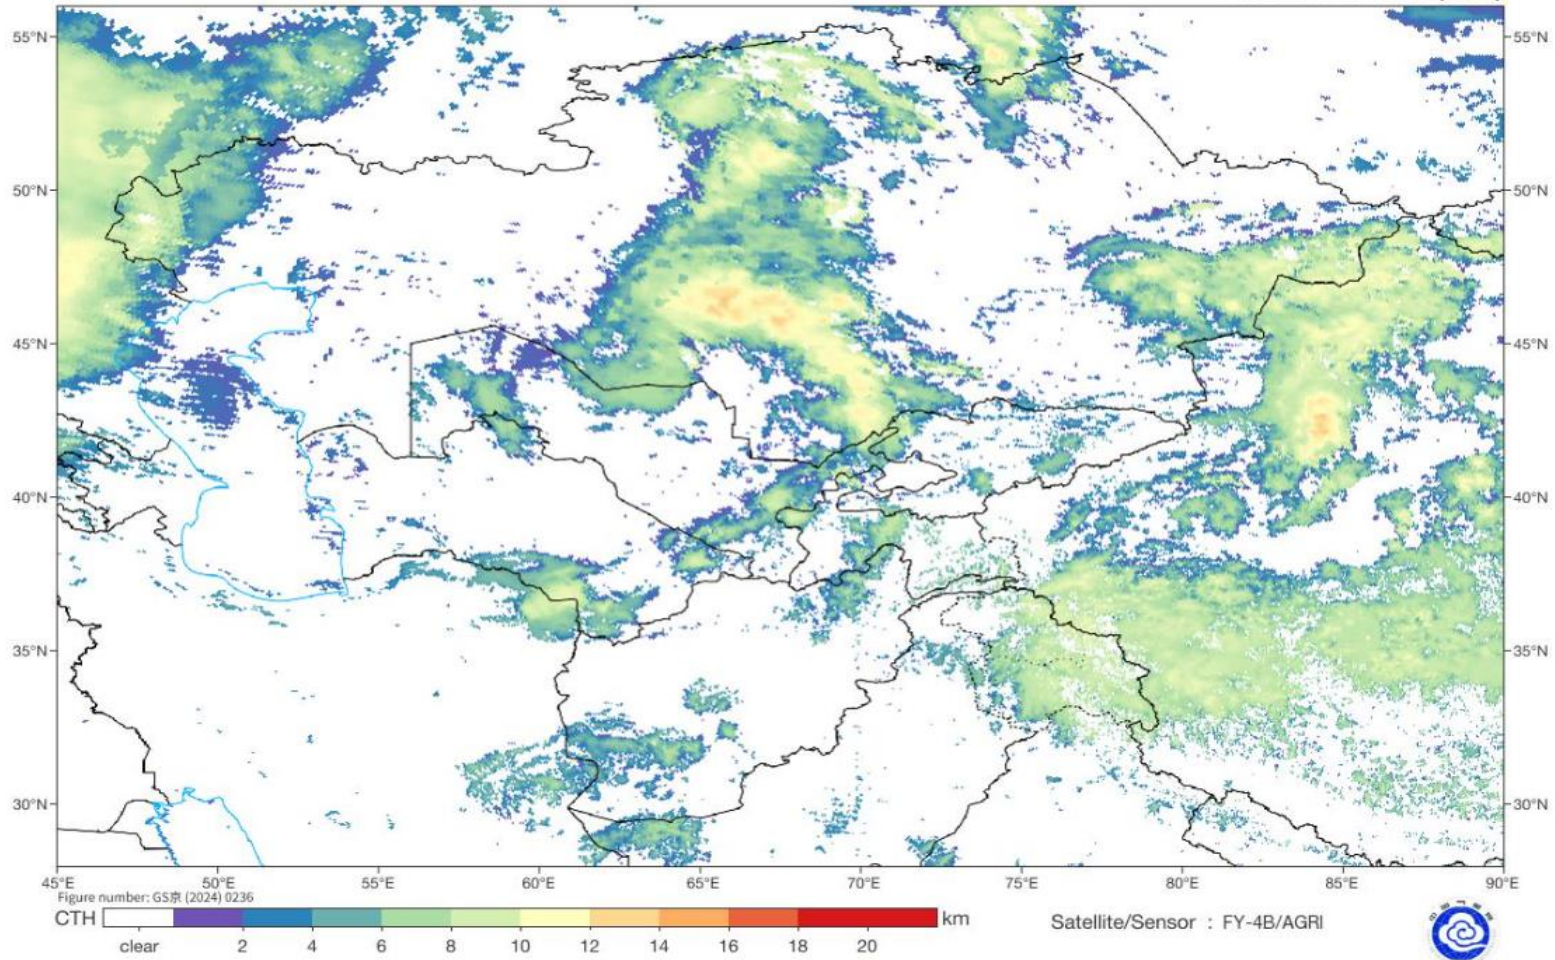 55°N 55°N
50°N 50°N
45°N 45°N
40°N 40°N
35°N 35°N
30°N 30°N
45°E 50°E 55°E 60°E 65°E 70°E 75°E 80°E 85°E 90°E
Figure number: GS京 (2024) 0236
CTH km Satellite/Sensor : FY-4B/AGRI
clear 2 4 6 8 10 12 14 16 18 20